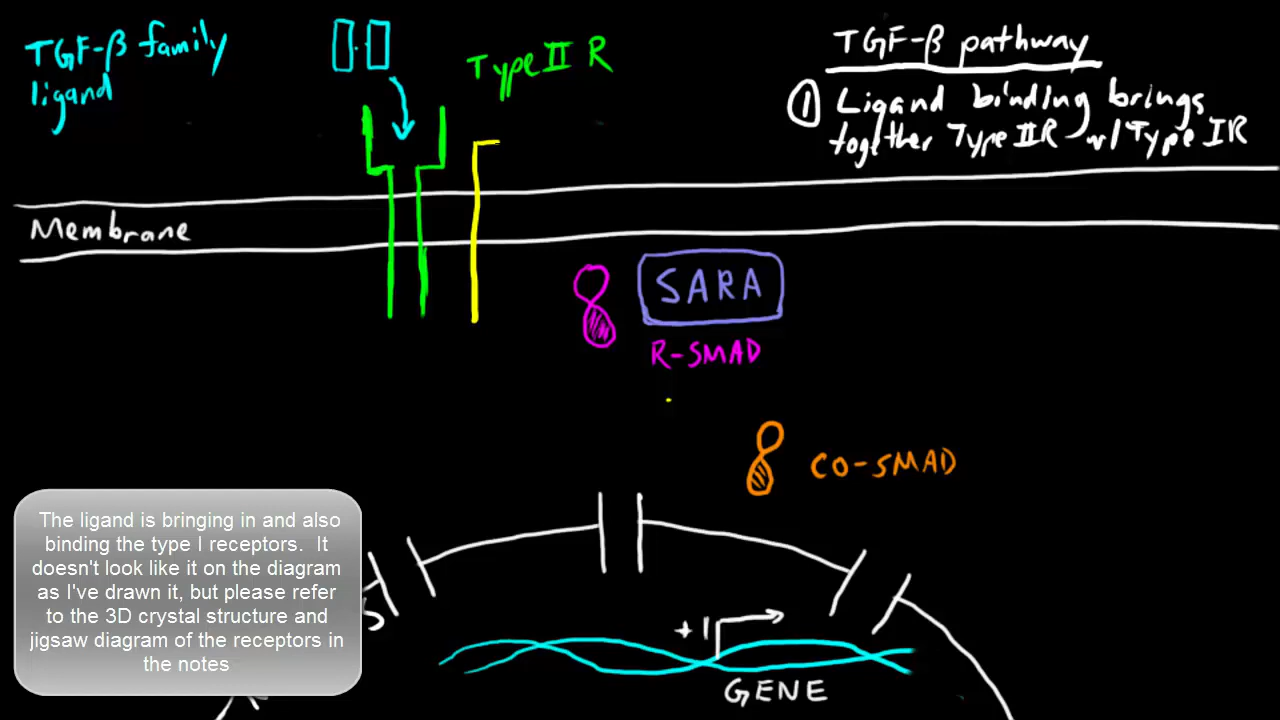 TGF-β family
ligand
Type II R
TGF-β pathway
① Ligand binding brings
together Type IIR w/ Type IR
Membrane
SARA
R-SMAD
CO-SMAD
The ligand is bringing in and also
binding the type I receptors. It
doesn't look like it on the diagram
as I've drawn it, but please refer
to the 3D crystal structure and
jigsaw diagram of the receptors in
the notes
+1
GENE